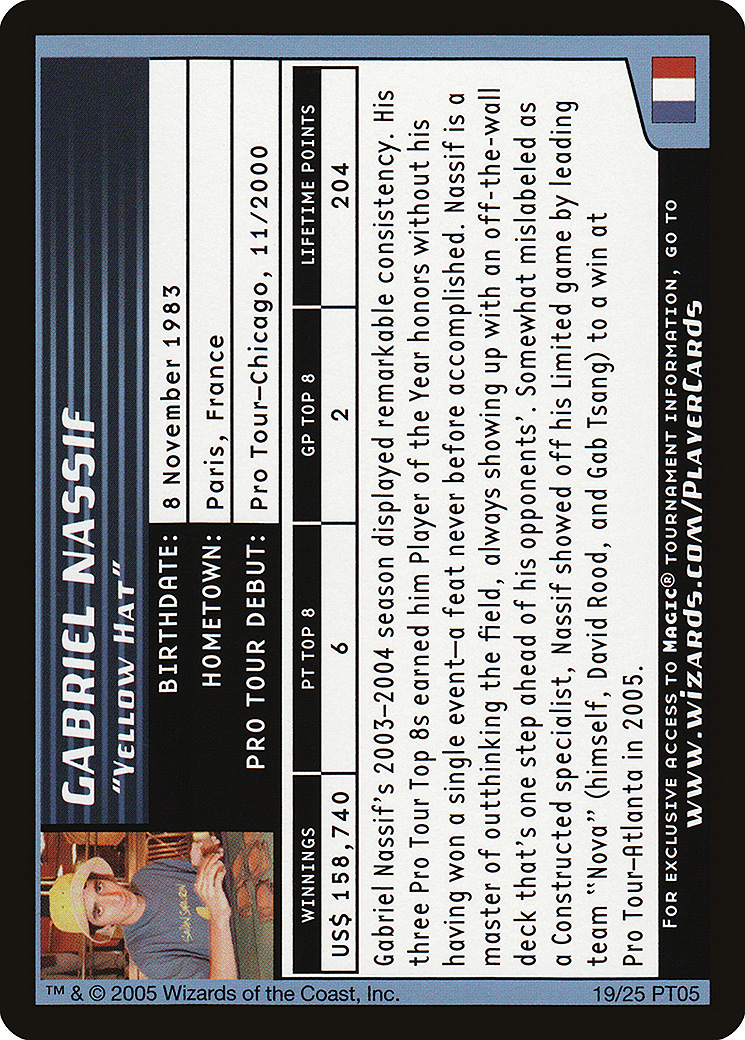 GABRIEL NASSIF
"YELLOW HAT"
BIRTHDATE: 8 November 1983
HOMETOWN: Paris, France
PRO TOUR DEBUT: Pro Tour–Chicago, 11/2000
WINNINGS PT TOP 8 GP TOP 8 LIFETIME POINTS
US$ 158,740 6 2 204
Gabriel Nassif's 2003–2004 season displayed remarkable consistency. His
three Pro Tour Top 8s earned him Player of the Year honors without his
having won a single event—a feat never before accomplished. Nassif is a
master of outthinking the field, always showing up with an off-the-wall
deck that's one step ahead of his opponents'. Somewhat mislabeled as
a Constructed specialist, Nassif showed off his Limited game by leading
team "Nova" (himself, David Rood, and Gab Tsang) to a win at
Pro Tour–Atlanta in 2005.
FOR EXCLUSIVE ACCESS TO MAGIC® TOURNAMENT INFORMATION, GO TO
WWW.WIZARDS.COM/PLAYERCARDS
™ & © 2005 Wizards of the Coast, Inc. 19/25 PT05